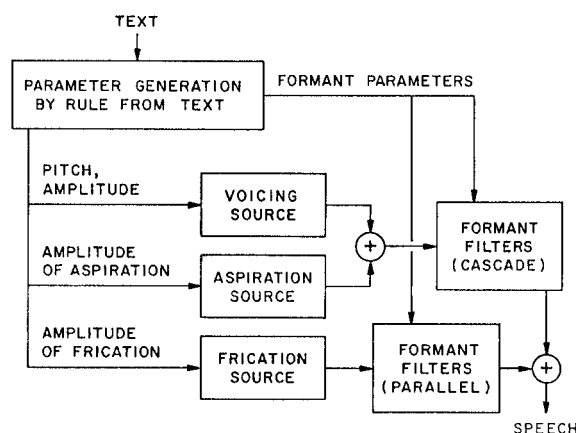 TEXT
PARAMETER GENERATION
BY RULE FROM TEXT
FORMANT PARAMETERS
PITCH,
AMPLITUDE
VOICING
SOURCE
+
FORMANT
FILTERS
(CASCADE)
AMPLITUDE
OF ASPIRATION
ASPIRATION
SOURCE
AMPLITUDE
OF FRICATION
FRICATION
SOURCE
FORMANT
FILTERS
(PARALLEL)
+
SPEECH